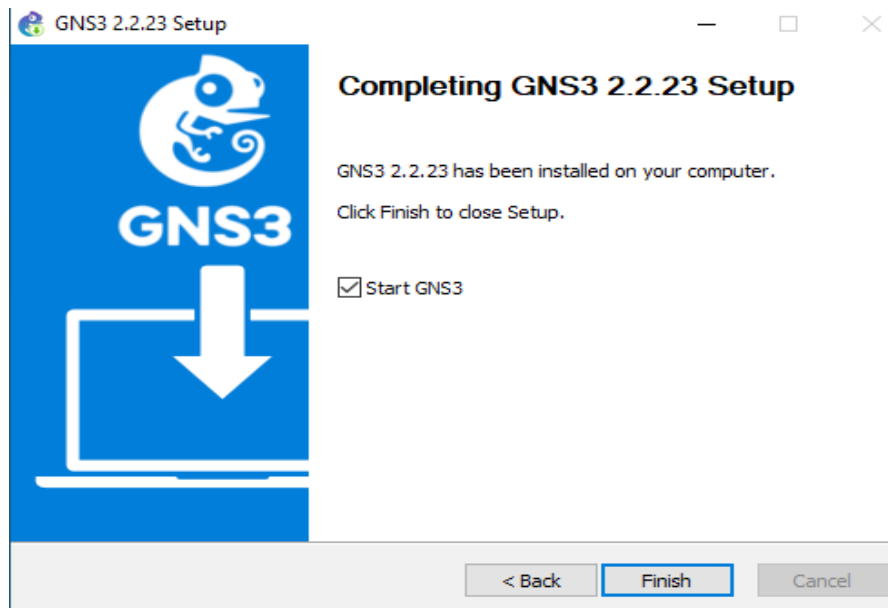 GNS3 2.2.23 Setup
Completing GNS3 2.2.23 Setup
GNS3 2.2.23 has been installed on your computer.
Click Finish to close Setup.
GNS3
Start GNS3
< Back
Finish
Cancel